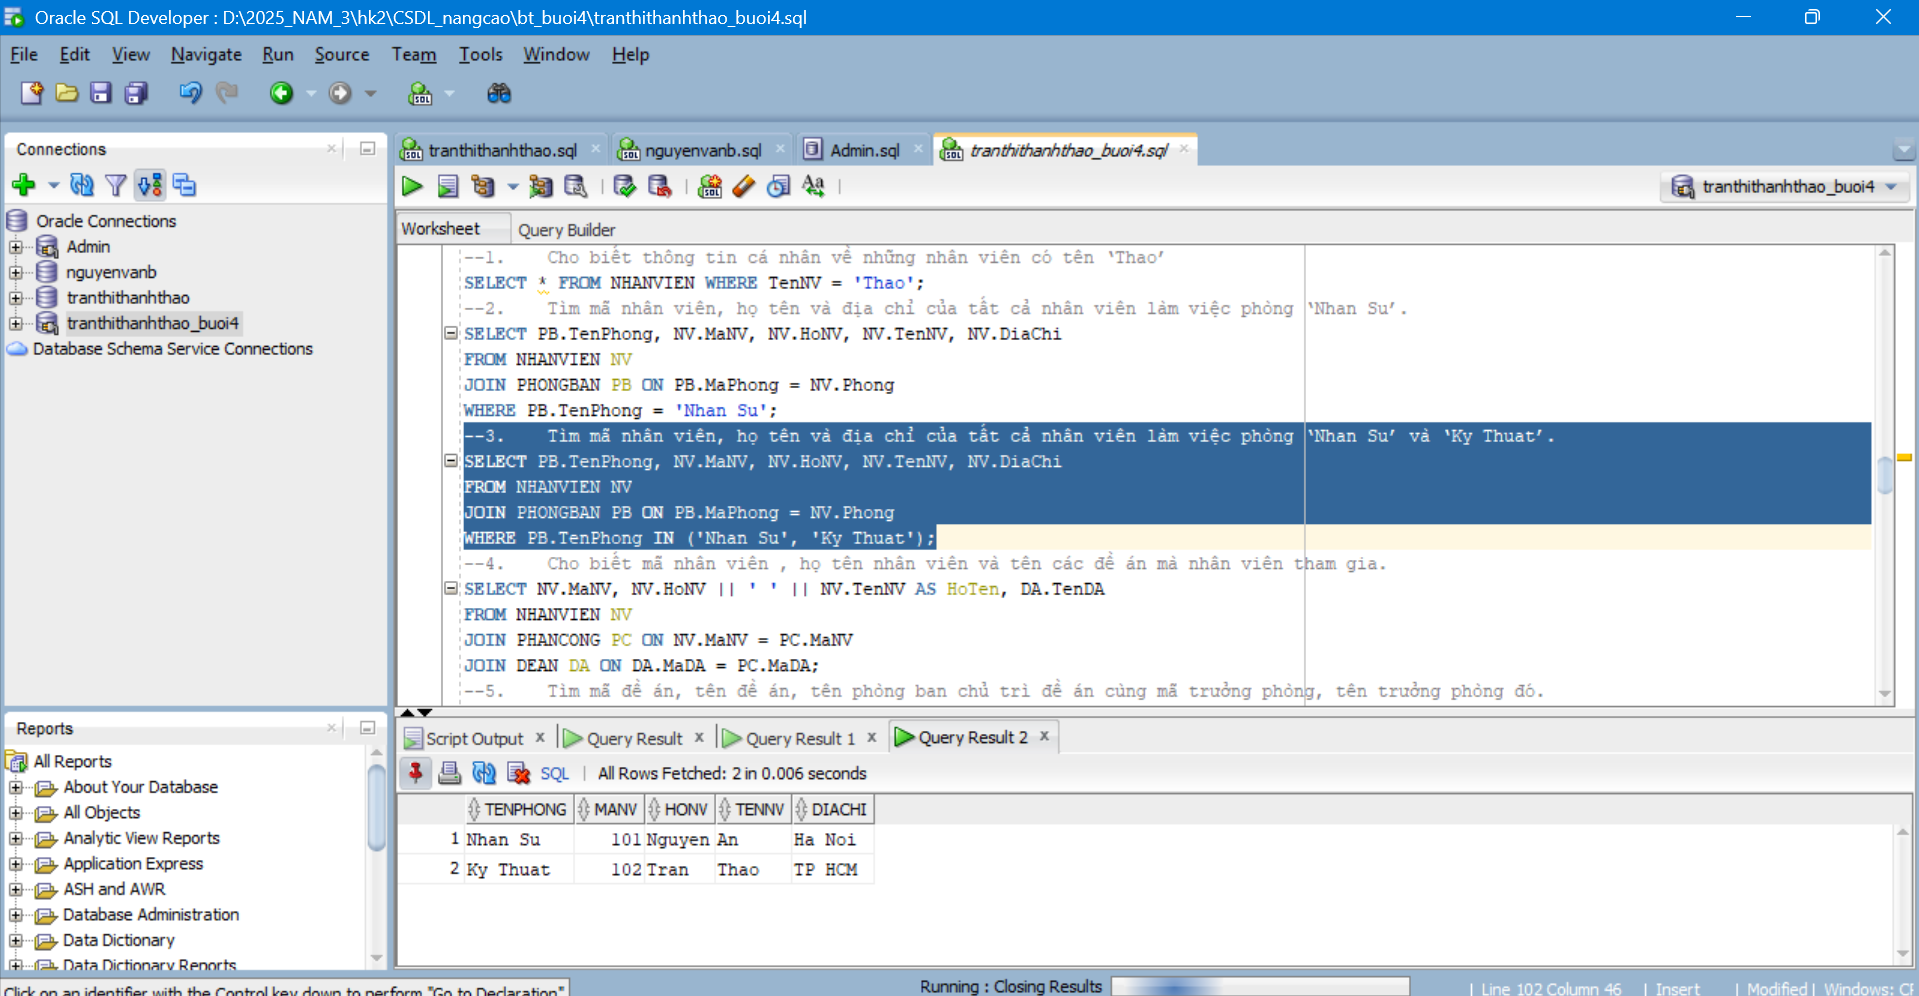 Oracle SQL Developer : D:\2025_NAM_3\hk2\CSDL_nangcao\bt_buoi4\tranthithanhthao_buoi4.sql
File Edit View Navigate Run Source Team Tools Window Help
Connections
Oracle Connections
Admin
nguyenvanb
tranthithanhthao
tranthithanhthao_buoi4
Database Schema Service Connections
Reports
All Reports
About Your Database
All Objects
Analytic View Reports
Application Express
ASH and AWR
Database Administration
Data Dictionary
Data Dictionary Reports
tranthithanhthao.sql nguyenvanb.sql Admin.sql tranthithanhthao_buoi4.sql
tranthithanhthao_buoi4
Worksheet Query Builder
--1. Cho biết thông tin cá nhân về những nhân viên có tên ‘Thao’
SELECT * FROM NHANVIEN WHERE TenNV = 'Thao';
--2. Tìm mã nhân viên, họ tên và địa chỉ của tất cả nhân viên làm việc phòng ‘Nhan Su’.
SELECT PB.TenPhong, NV.MaNV, NV.HoNV, NV.TenNV, NV.DiaChi
FROM NHANVIEN NV
JOIN PHONGBAN PB ON PB.MaPhong = NV.Phong
WHERE PB.TenPhong = 'Nhan Su';
--3. Tìm mã nhân viên, họ tên và địa chỉ của tất cả nhân viên làm việc phòng ‘Nhan Su’ và ‘Ky Thuat’.
SELECT PB.TenPhong, NV.MaNV, NV.HoNV, NV.TenNV, NV.DiaChi
FROM NHANVIEN NV
JOIN PHONGBAN PB ON PB.MaPhong = NV.Phong
WHERE PB.TenPhong IN ('Nhan Su', 'Ky Thuat');
--4. Cho biết mã nhân viên , họ tên nhân viên và tên các đề án mà nhân viên tham gia.
SELECT NV.MaNV, NV.HoNV || ' ' || NV.TenNV AS HoTen, DA.TenDA
FROM NHANVIEN NV
JOIN PHANCONG PC ON NV.MaNV = PC.MaNV
JOIN DEAN DA ON DA.MaDA = PC.MaDA;
--5. Tìm mã đề án, tên đề án, tên phòng ban chủ trì đề án cùng mã trưởng phòng, tên trưởng phòng đó.
Script Output Query Result Query Result 1 Query Result 2
SQL All Rows Fetched: 2 in 0.006 seconds
TENPHONG MANV HONV TENNV DIACHI
1 Nhan Su 101 Nguyen An Ha Noi
2 Ky Thuat 102 Tran Thao TP HCM
Click on an identifier with the Control key down to perform "Go to Declaration"
Running : Closing Results
Line 102 Column 46 | Insert | Modified | Windows: CR